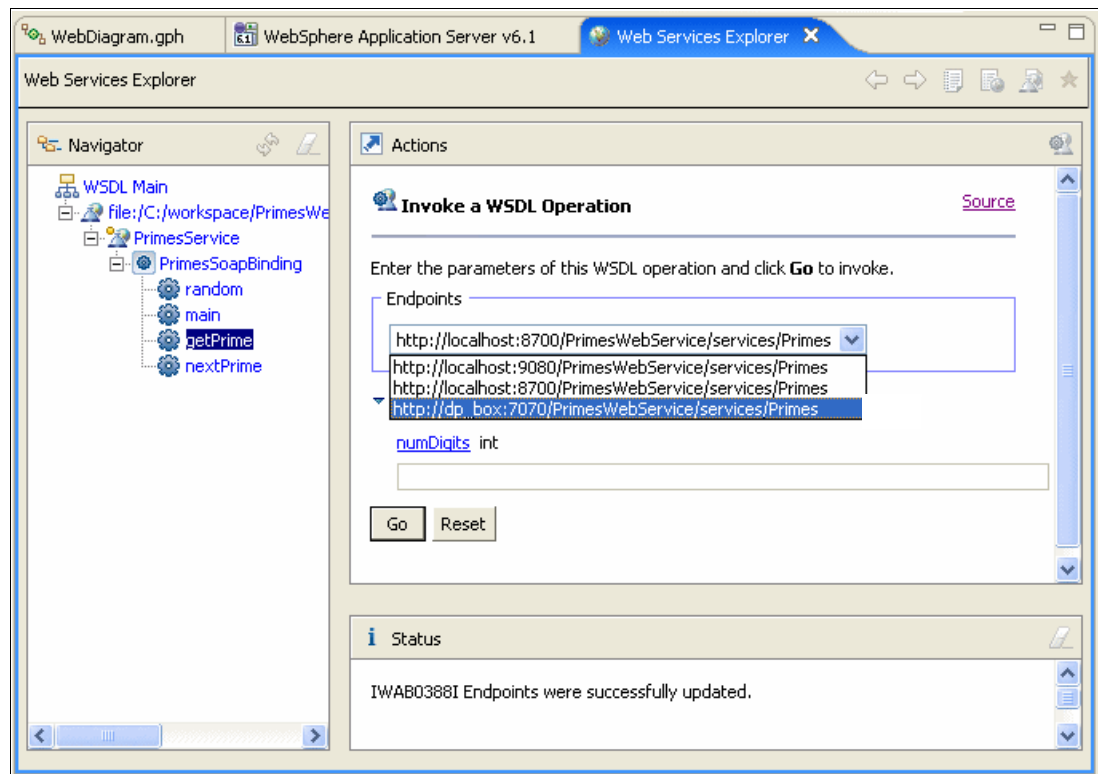 WebDiagram.gph
6.1 WebSphere Application Server v6.1
Web Services Explorer
Web Services Explorer
Navigator
WSDL Main
file:/C:/workspace/PrimesWe
PrimesService
PrimesSoapBinding
random
main
getPrime
nextPrime
Actions
Invoke a WSDL Operation
Source
Enter the parameters of this WSDL operation and click Go to invoke.
Endpoints
http://localhost:8700/PrimesWebService/services/Primes
http://localhost:9080/PrimesWebService/services/Primes
http://localhost:8700/PrimesWebService/services/Primes
http://dp_box:7070/PrimesWebService/services/Primes
numDigits int
Go Reset
i Status
IWAB0388I Endpoints were successfully updated.